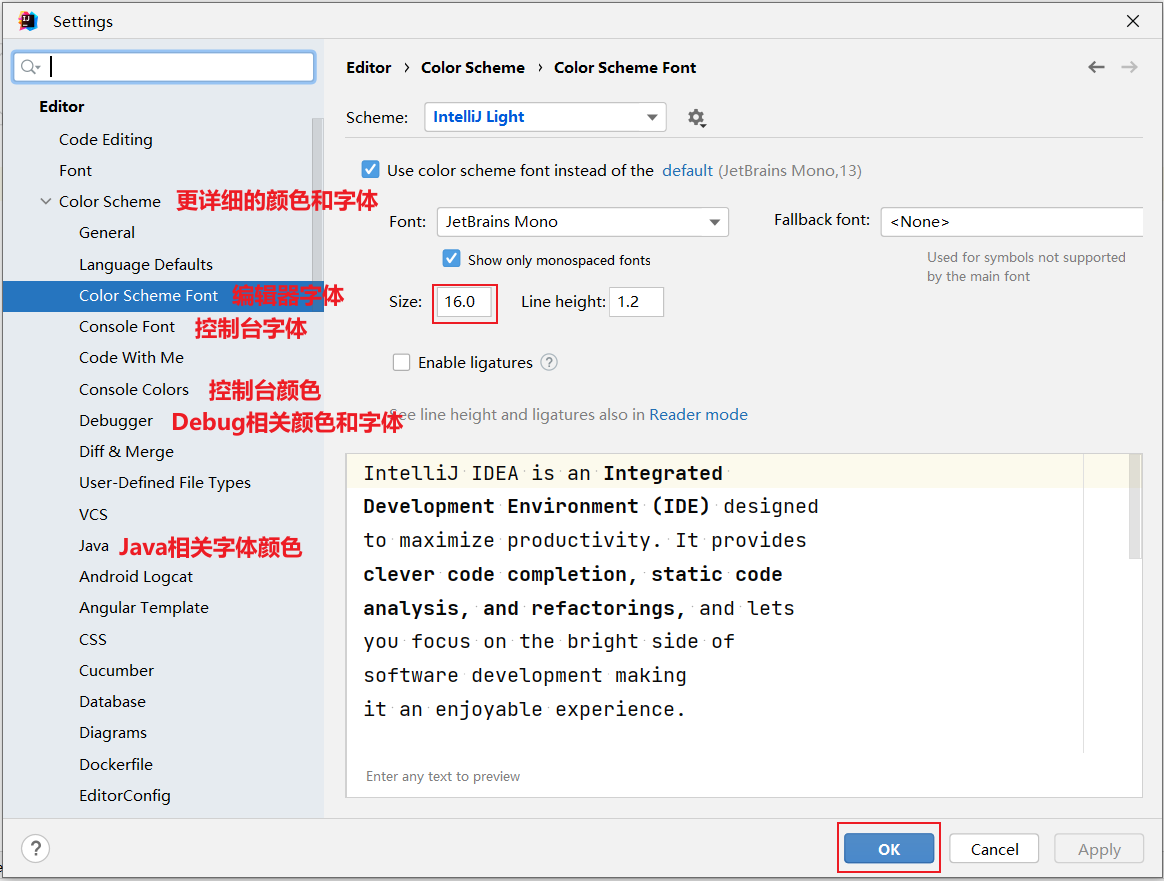 Settings
Editor
Code Editing
Font
Color Scheme 更详细的颜色和字体
General
Language Defaults
Color Scheme Font 编辑器字体
Console Font 控制台字体
Code With Me
Console Colors 控制台颜色
Debugger Debug相关颜色和字体
Diff & Merge
User-Defined File Types
VCS
Java Java相关字体颜色
Android Logcat
Angular Template
CSS
Cucumber
Database
Diagrams
Dockerfile
EditorConfig
Editor › Color Scheme › Color Scheme Font
Scheme: IntelliJ Light
Use color scheme font instead of the default (JetBrains Mono,13)
Font: JetBrains Mono Fallback font: <None>
Show only monospaced fonts
Used for symbols not supported
by the main font
Size: 16.0 Line height: 1.2
Enable ligatures ?
See line height and ligatures also in Reader mode
IntelliJ IDEA is an Integrated
Development Environment (IDE) designed
to maximize productivity. It provides
clever code completion, static code
analysis, and refactorings, and lets
you focus on the bright side of
software development making
it an enjoyable experience.
Enter any text to preview
? OK Cancel Apply